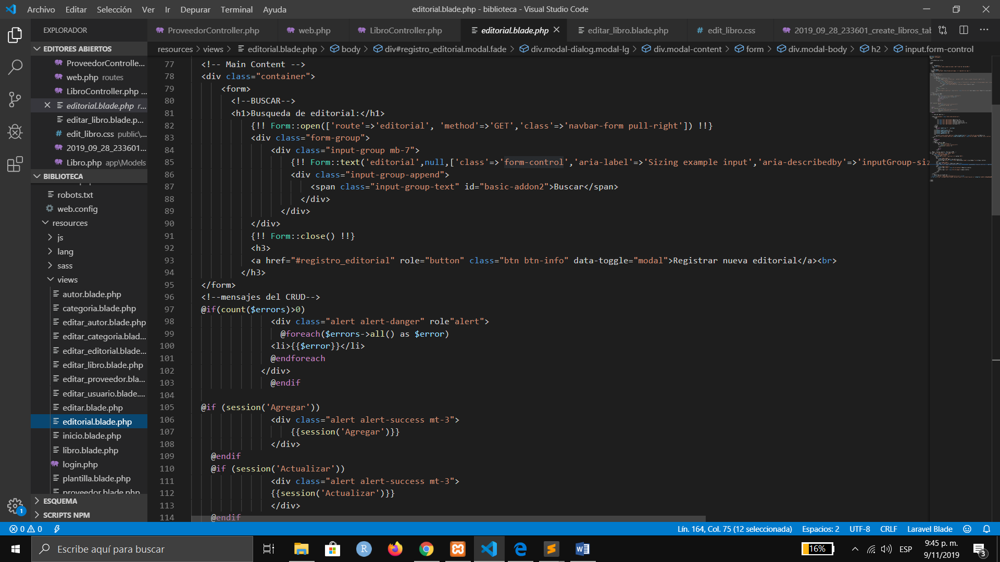 Archivo Editar Selección Ver Ir Depurar Terminal Ayuda
editorial.blade.php - biblioteca - Visual Studio Code
EXPLORADOR
ProveedorController.php web.php LibroController.php editorial.blade.php editar_libro.blade.php # edit_libro.css 2019_09_28_233601_create_libros_tab
resources > views > editorial.blade.php > body > div#registro_editorial.modal.fade > div.modal-dialog.modal-lg > div.modal-content > form > div.modal-body > h2 > input.form-control
EDITORES ABIERTOS
ProveedorControlle...
web.php routes
LibroController.php ...
editorial.blade.php r...
editar_libro.blade.p...
# edit_libro.css public\...
2019_09_28_233601...
Libro.php app\Models
BIBLIOTECA
robots.txt
web.config
resources
js
lang
sass
views
autor.blade.php
categoria.blade.php
editar_autor.blade.php
editar_categoria.blad...
editar_editorial.blade...
editar_libro.blade.php
editar_proveedor.bla...
editar_usuario.blade....
editar.blade.php
editorial.blade.php
inicio.blade.php
libro.blade.php
login.php
plantilla.blade.php
proveedor.blade.php
ESQUEMA
SCRIPTS NPM
77 <!-- Main Content -->
78 <div class="container">
79 <form>
80 <!--BUSCAR-->
81 <h1>Busqueda de editorial:</h1>
82 {!! Form::open(['route'=>'editorial', 'method'=>'GET','class'=>'navbar-form pull-right']) !!}
83 <div class="form-group">
84 <div class="input-group mb-7">
85 {!! Form::text('editorial',null,['class'=>'form-control','aria-label'=>'Sizing example input','aria-describedby'=>'inputGroup-siz
86 <div class="input-group-append">
87 <span class="input-group-text" id="basic-addon2">Buscar</span>
88 </div>
89 </div>
90 </div>
91 {!! Form::close() !!}
92 <h3>
93 <a href="#registro_editorial" role="button" class="btn btn-info" data-toggle="modal">Registrar nueva editorial</a><br>
94 </h3>
95 </form>
96 <!--mensajes del CRUD-->
97 @if(count($errors)>0)
98 <div class="alert alert-danger" role"alert">
99 @foreach($errors->all() as $error)
100 <li>{{$error}}</li>
101 @endforeach
102 </div>
103 @endif
104
105 @if (session('Agregar'))
106 <div class="alert alert-success mt-3">
107 {{session('Agregar')}}
108 </div>
109 @endif
110 @if (session('Actualizar'))
111 <div class="alert alert-success mt-3">
112 {{session('Actualizar')}}
113 </div>
114 @endif
1
0 0 Lín. 164, Col. 75 (12 seleccionada) Espacios: 2 UTF-8 CRLF Laravel Blade
Escribe aquí para buscar
R
S
W
16%
ESP
9:45 p. m.
9/11/2019
3